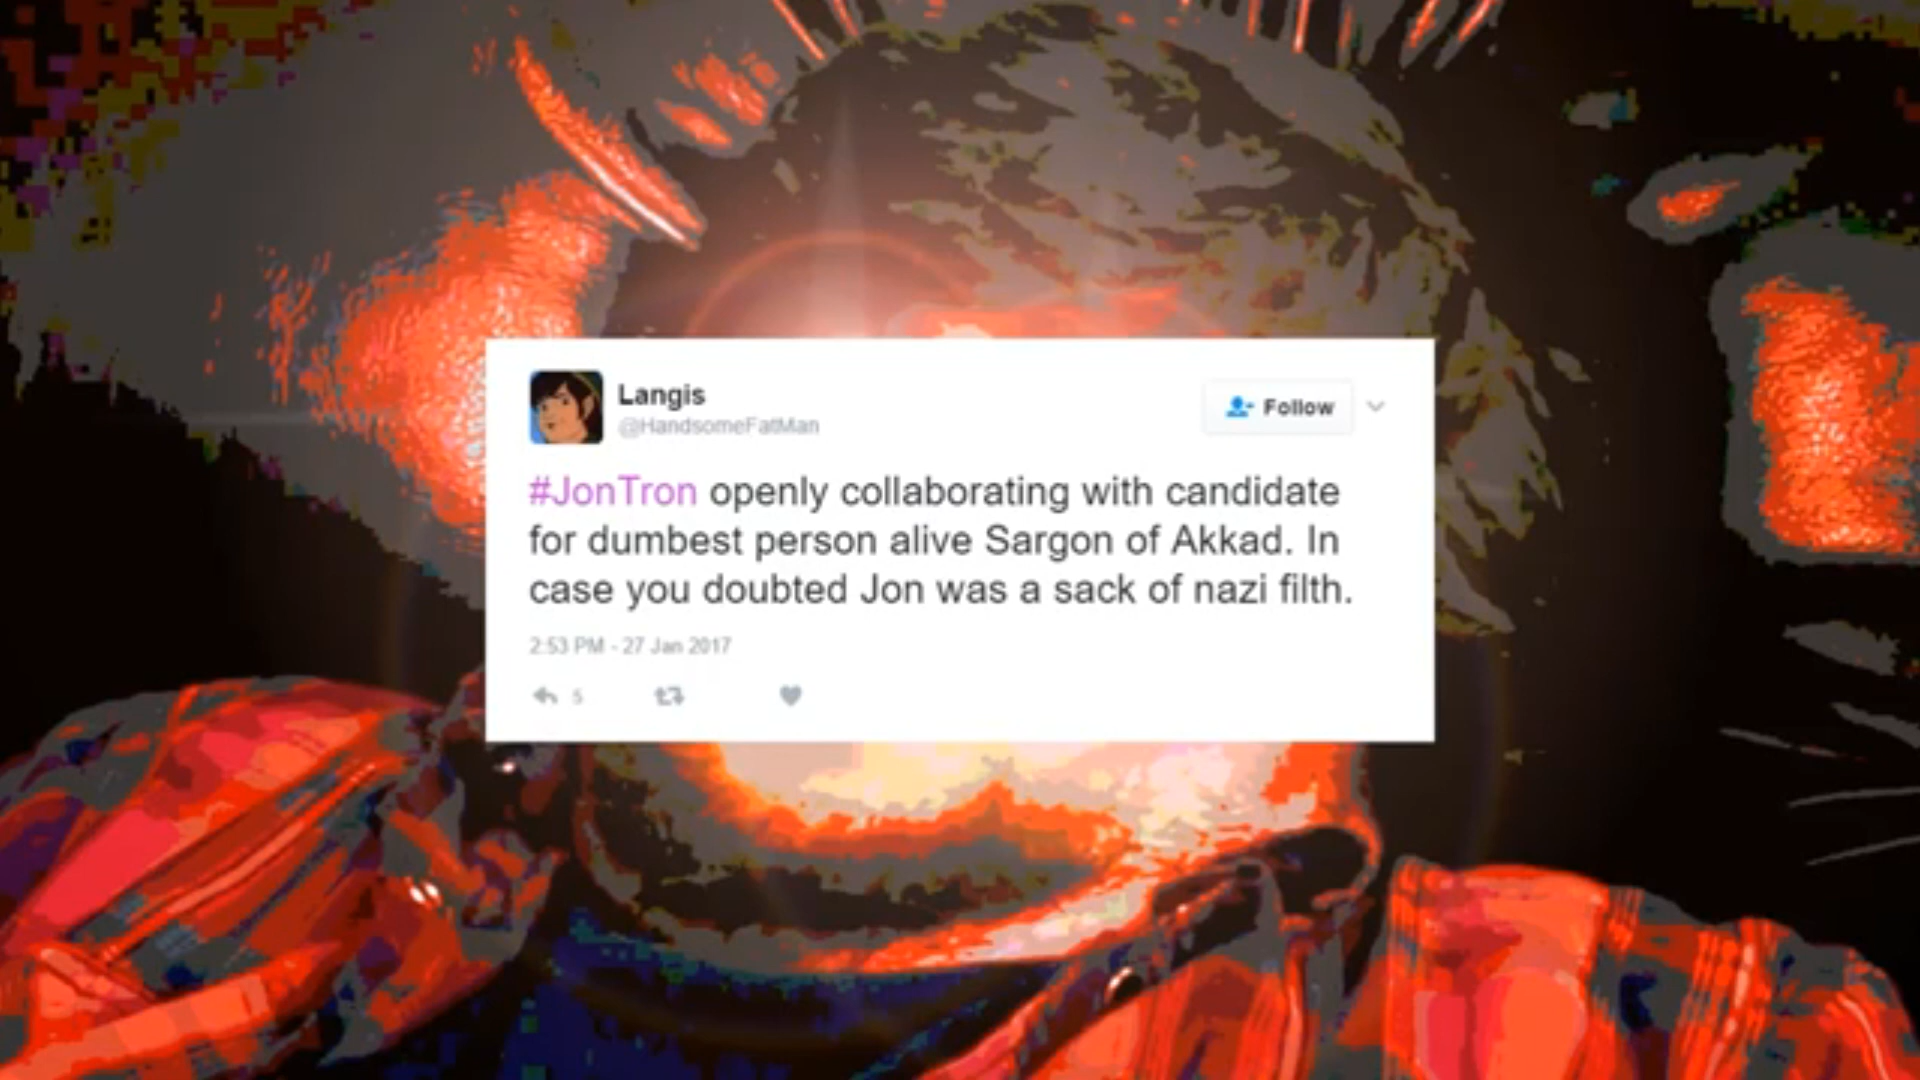 Langis
@HandsomeFatMan
Follow
#JonTron openly collaborating with candidate
for dumbest person alive Sargon of Akkad. In
case you doubted Jon was a sack of nazi filth.
2:53 PM - 27 Jan 2017
5